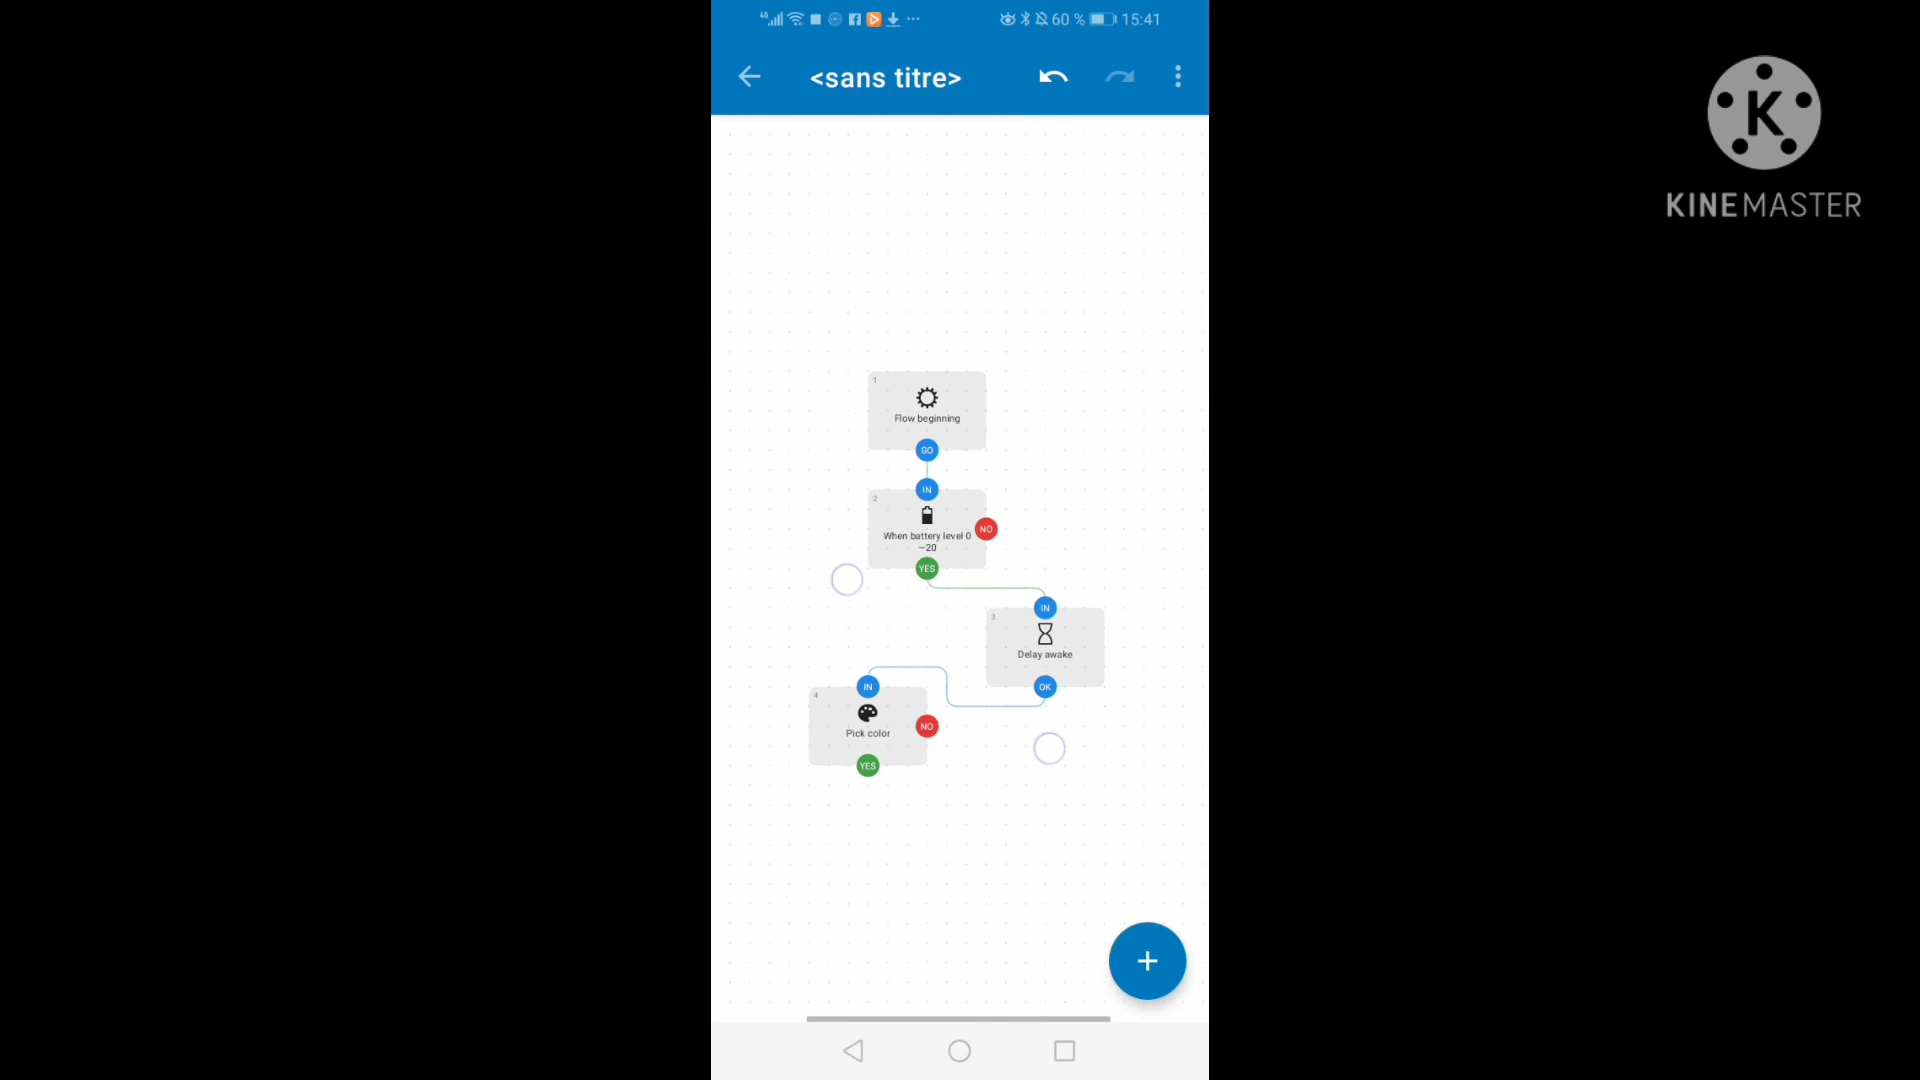 60 % 15:41
<sans titre>
K
KINEMASTER
1
Flow beginning
GO
IN
2
When battery level 0
—20
NO
YES
IN
3
Delay awake
OK
IN
4
Pick color
NO
YES